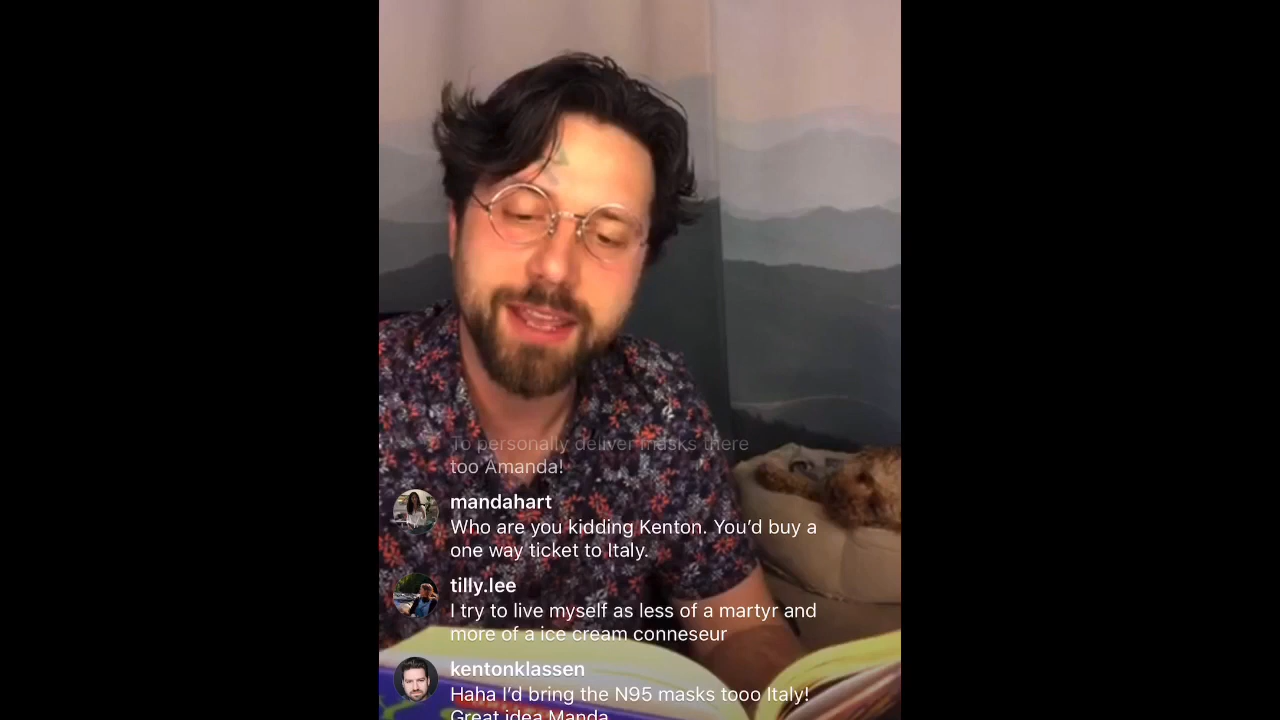 To personally deliver masks there
too Amanda!
mandahart
Who are you kidding Kenton. You’d buy a
one way ticket to Italy.
tilly.lee
I try to live myself as less of a martyr and
more of a ice cream conneseur
kentonklassen
Haha I’d bring the N95 masks tooo Italy!
Great idea Manda